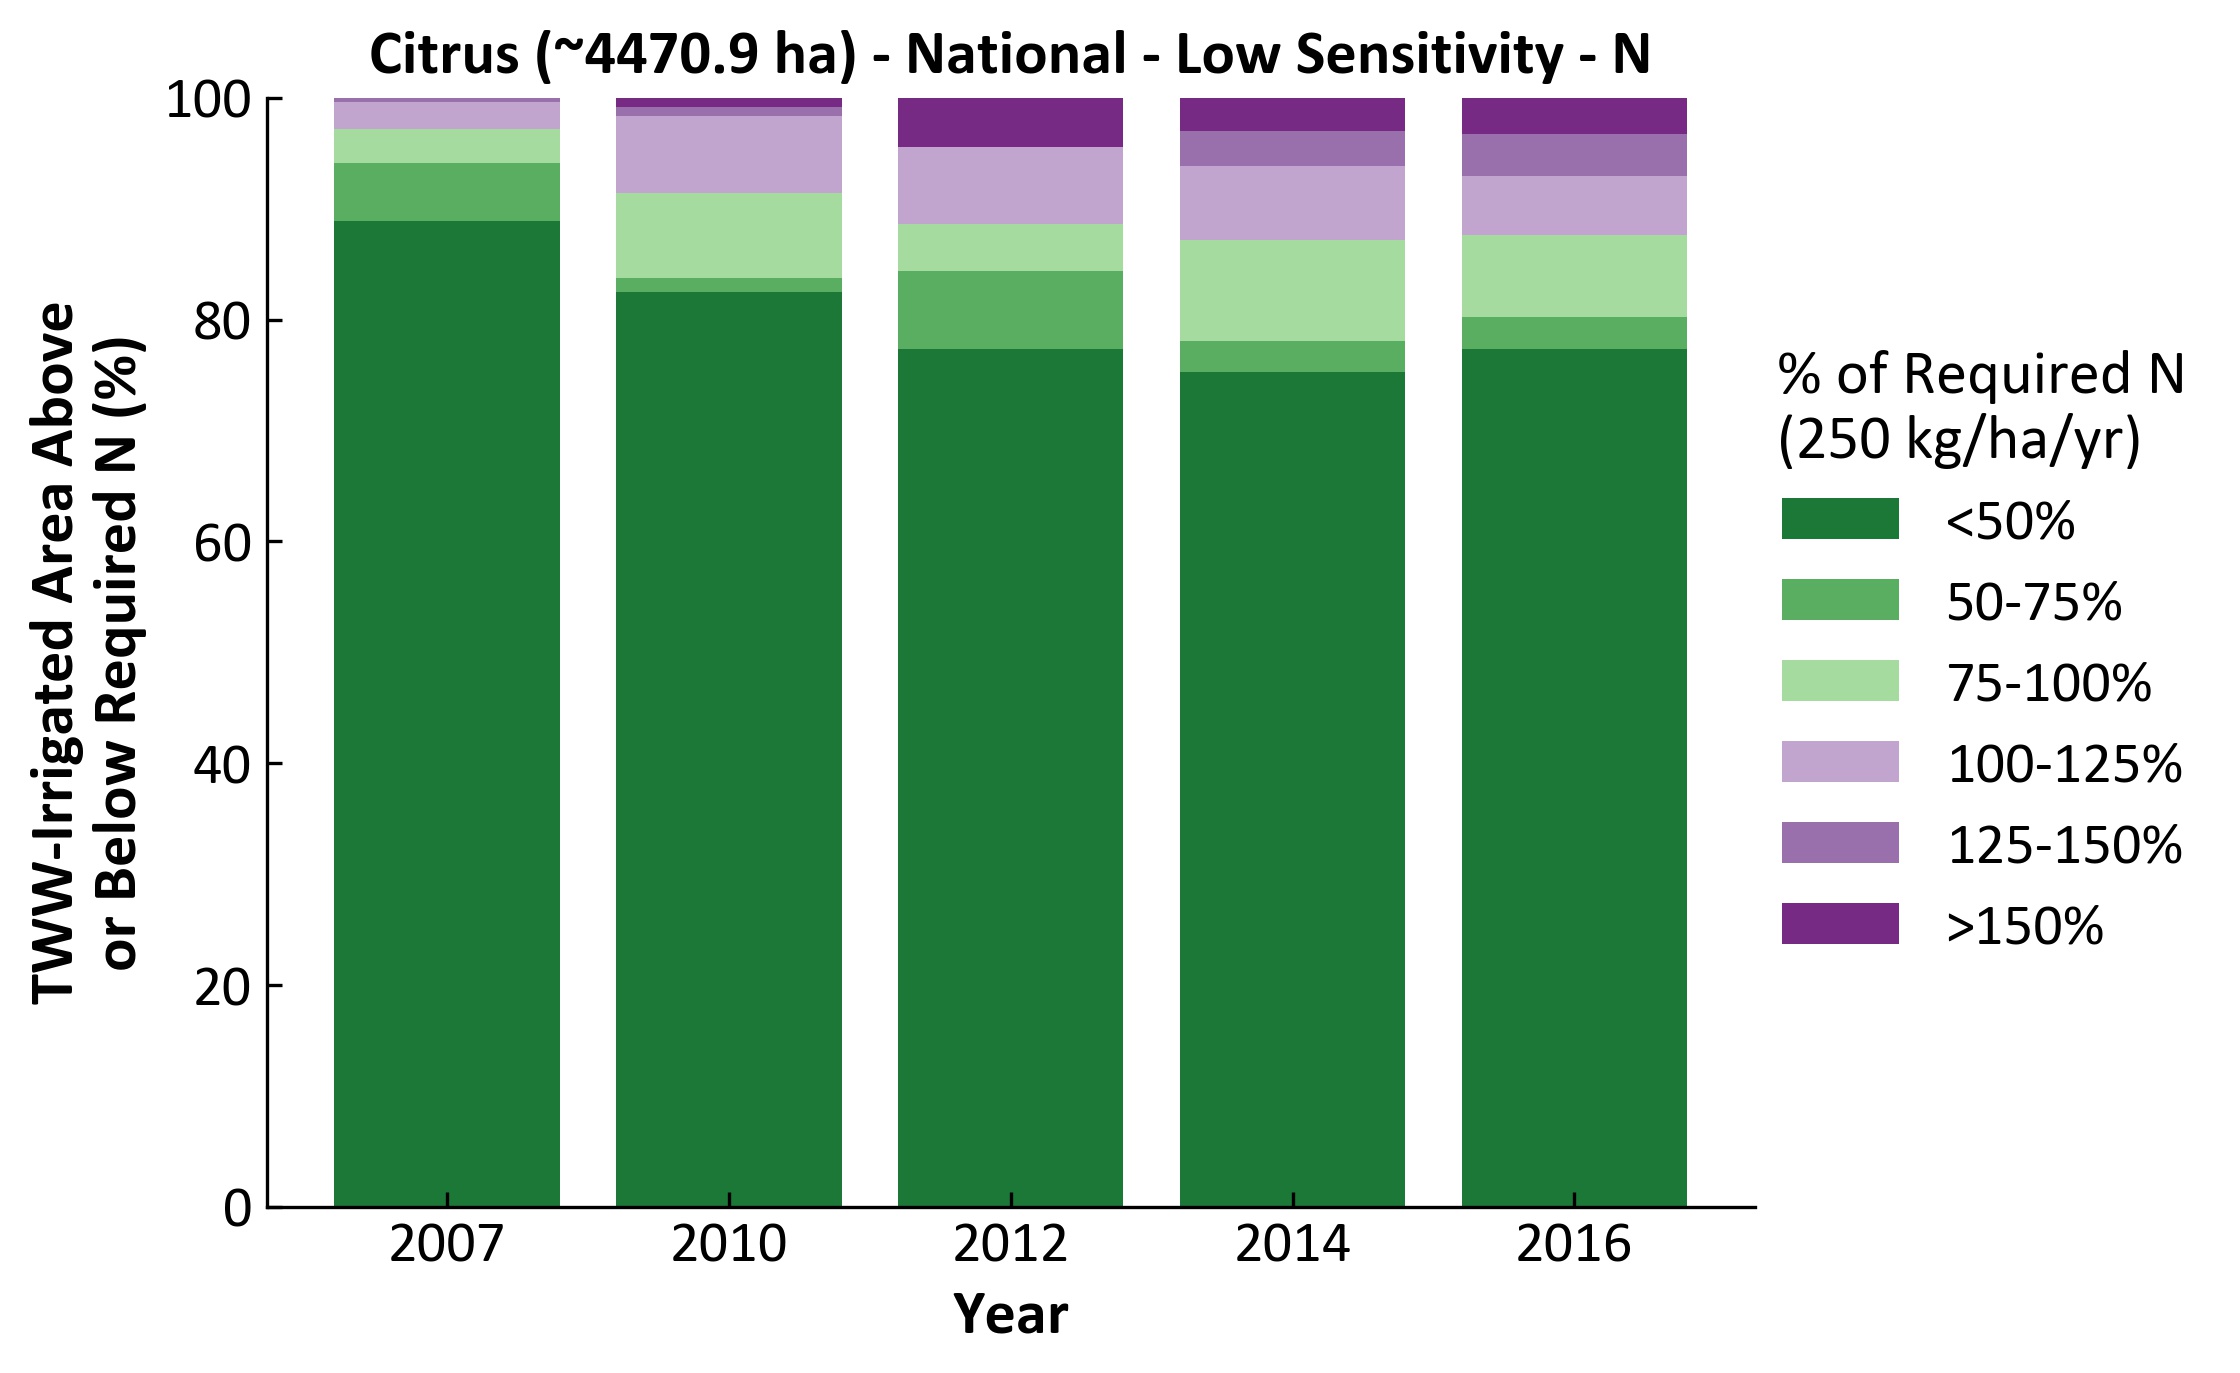 Citrus (~4470.9 ha) - National - Low Sensitivity - N
TWW-Irrigated Area Above
or Below Required N (%)
100
80
60
40
20
0
2007
2010
2012
2014
2016
Year
% of Required N
(250 kg/ha/yr)
<50%
50-75%
75-100%
100-125%
125-150%
>150%